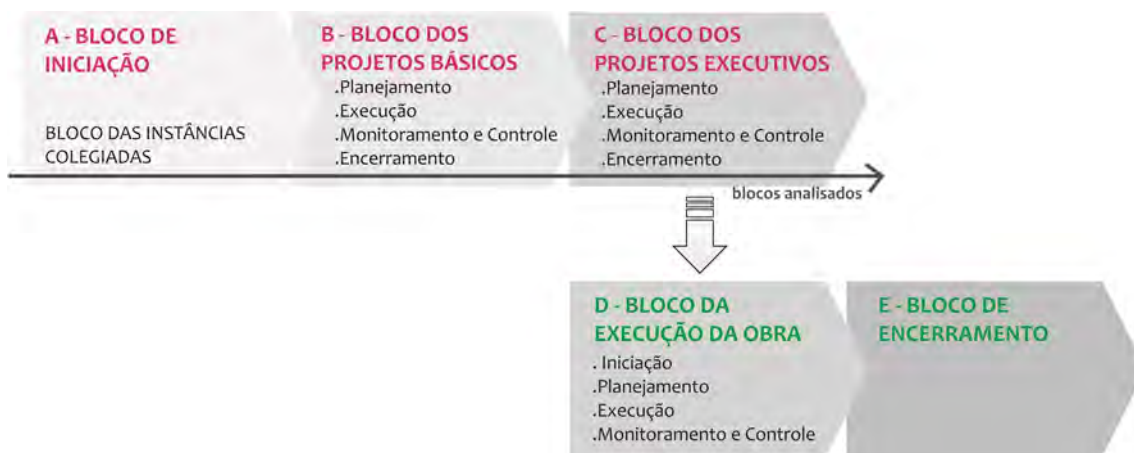 A - BLOCO DE
INICIAÇÃO
BLOCO DAS INSTÂNCIAS
COLEGIADAS
B - BLOCO DOS
PROJETOS BÁSICOS
.Planejamento
.Execução
.Monitoramento e Controle
.Encerramento
C - BLOCO DOS
PROJETOS EXECUTIVOS
.Planejamento
.Execução
.Monitoramento e Controle
.Encerramento
blocos analisados
D - BLOCO DA
EXECUÇÃO DA OBRA
. Iniciação
.Planejamento
.Execução
.Monitoramento e Controle
E - BLOCO DE
ENCERRAMENTO